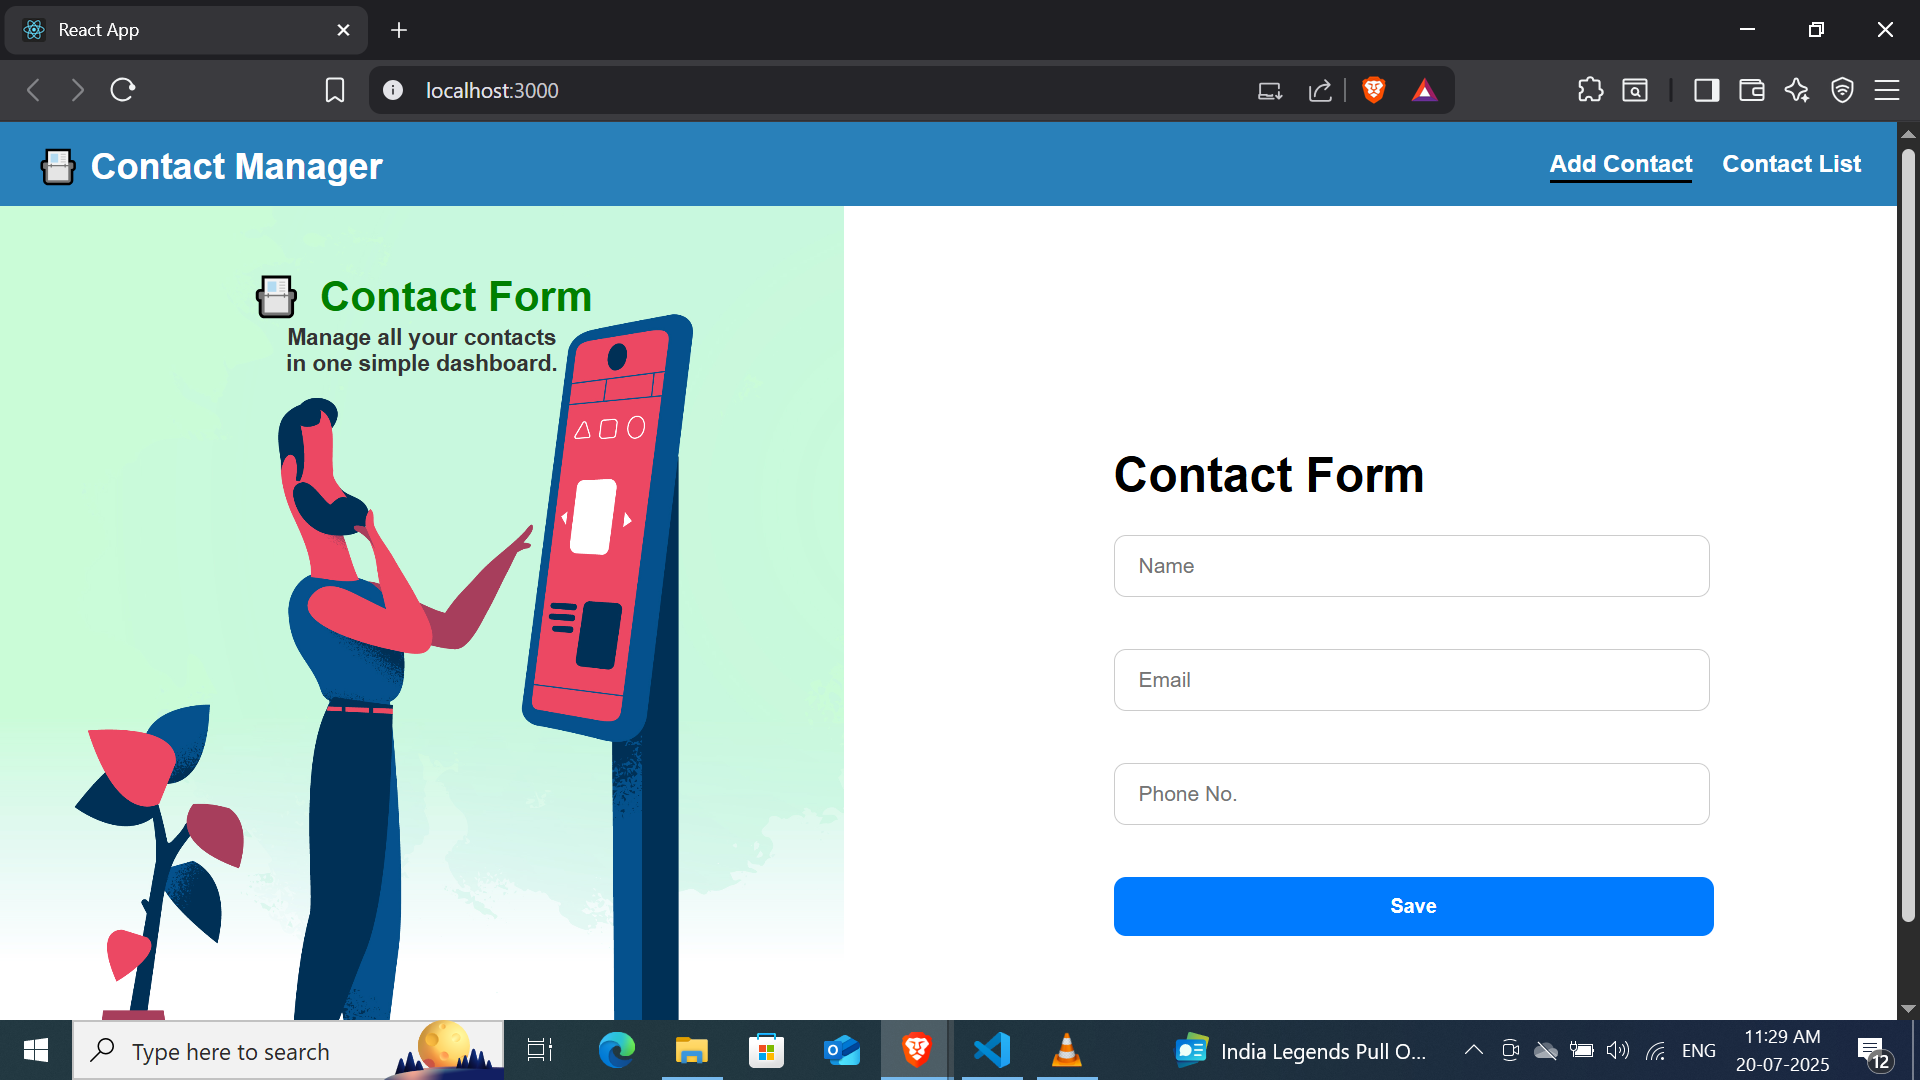 React App
localhost:3000
Contact Manager
Add Contact
Contact List
Contact Form
Manage all your contacts
in one simple dashboard.
Contact Form
Name
Email
Phone No.
Save
Type here to search
India Legends Pull O...
ENG
11:29 AM
20-07-2025
12